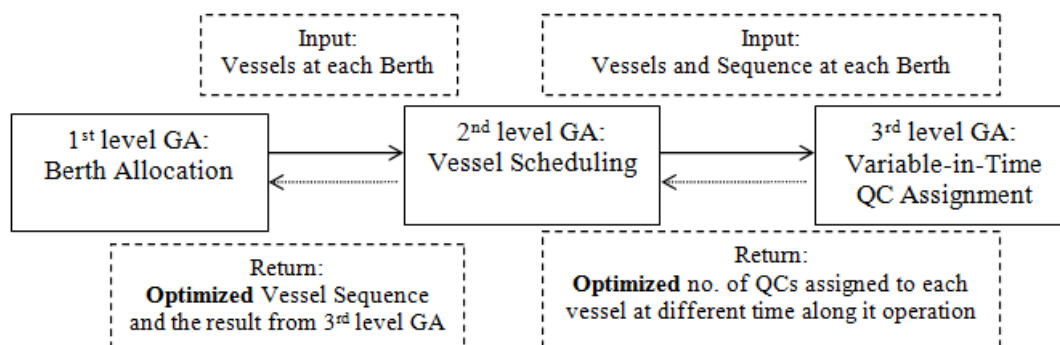 Input:
Vessels at each Berth
Input:
Vessels and Sequence at each Berth
1st level GA:
Berth Allocation
2nd level GA:
Vessel Scheduling
3rd level GA:
Variable-in-Time
QC Assignment
Return:
Optimized Vessel Sequence
and the result from 3rd level GA
Return:
Optimized no. of QCs assigned to each
vessel at different time along it operation